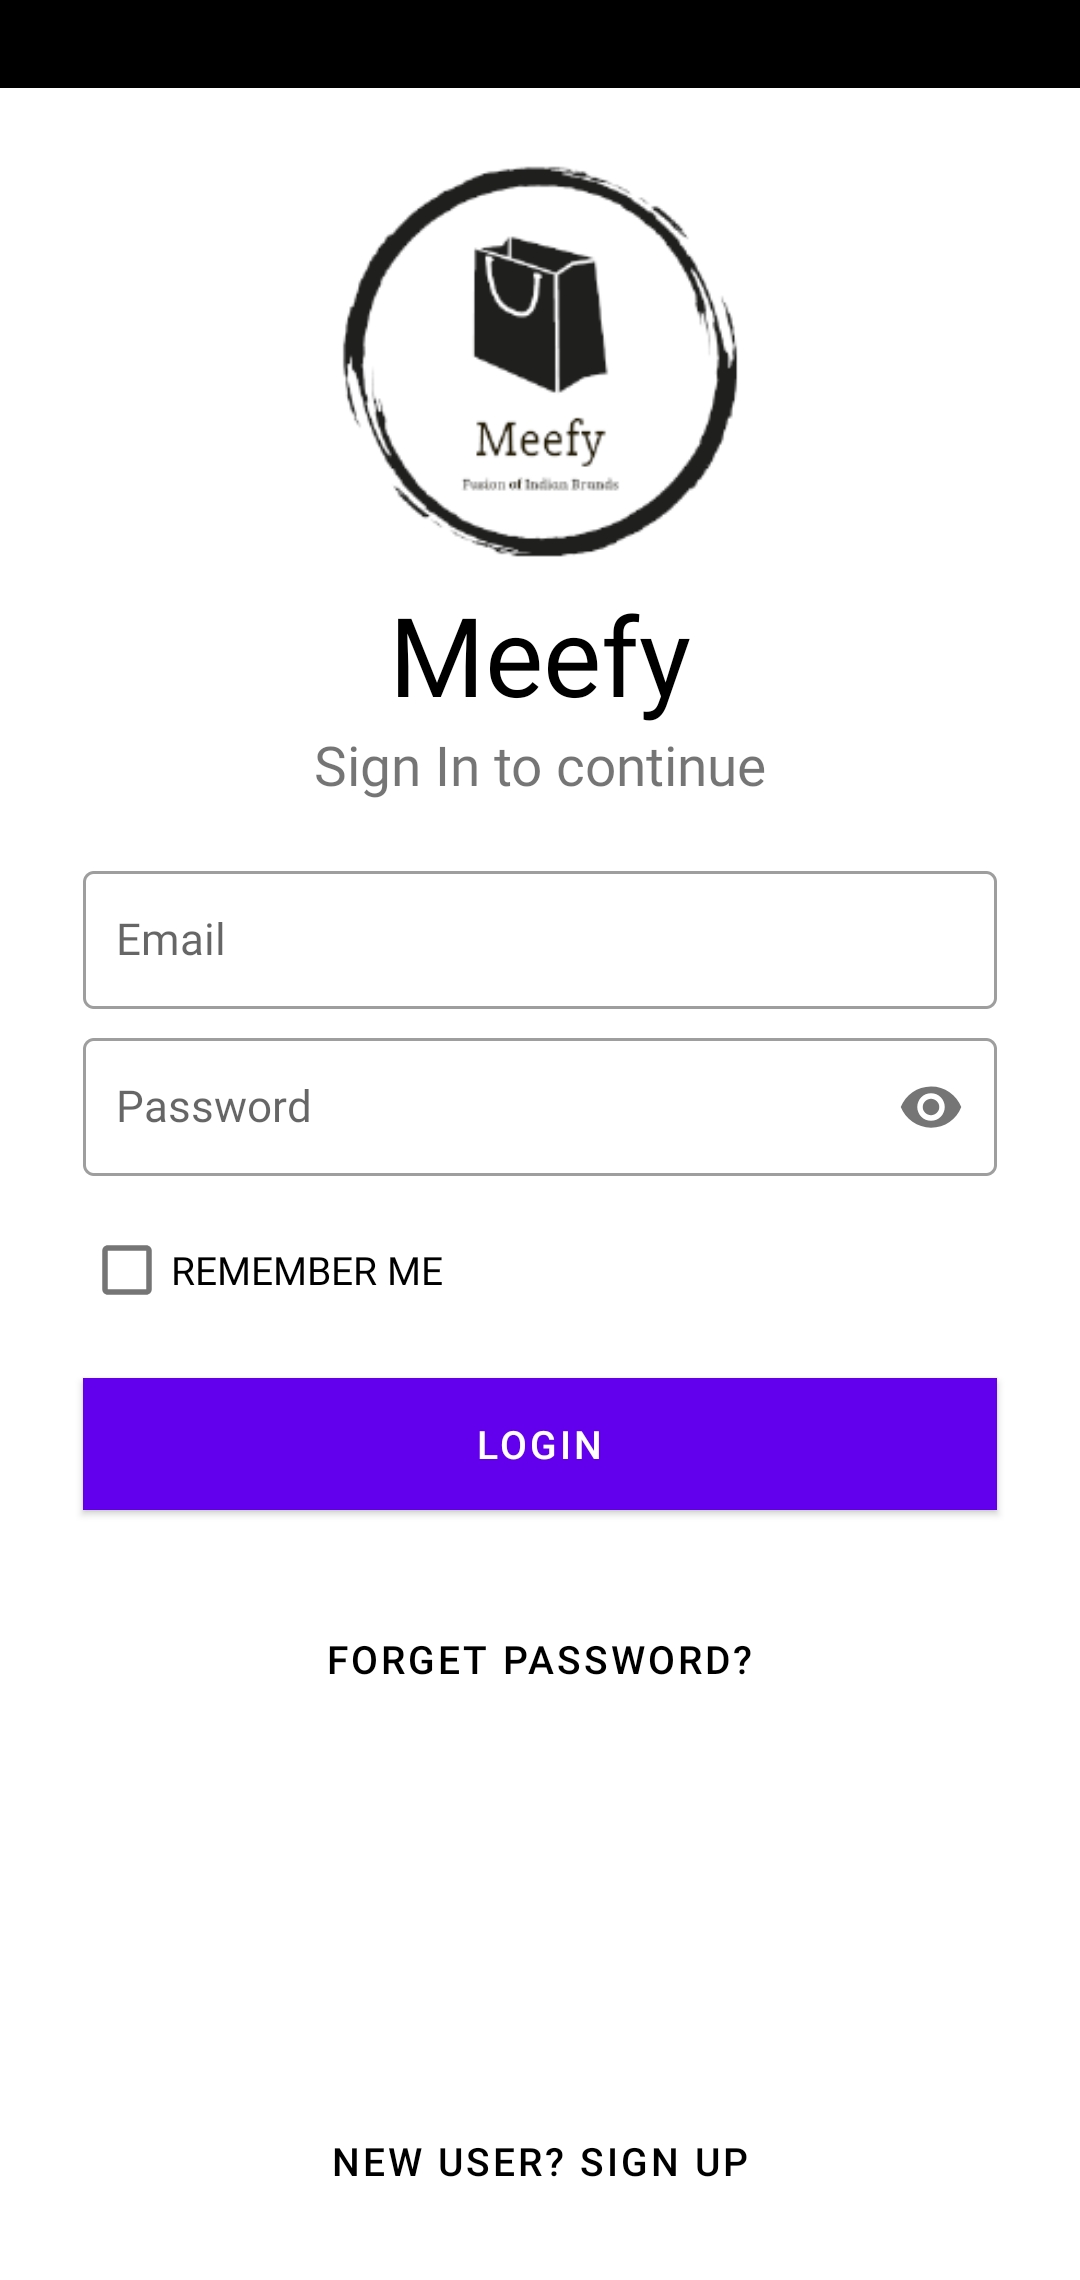 Meefy
Fusion of Indian Brands
Meefy
Sign In to continue
Email
Password
REMEMBER ME
LOGIN
FORGET PASSWORD?
NEW USER? SIGN UP